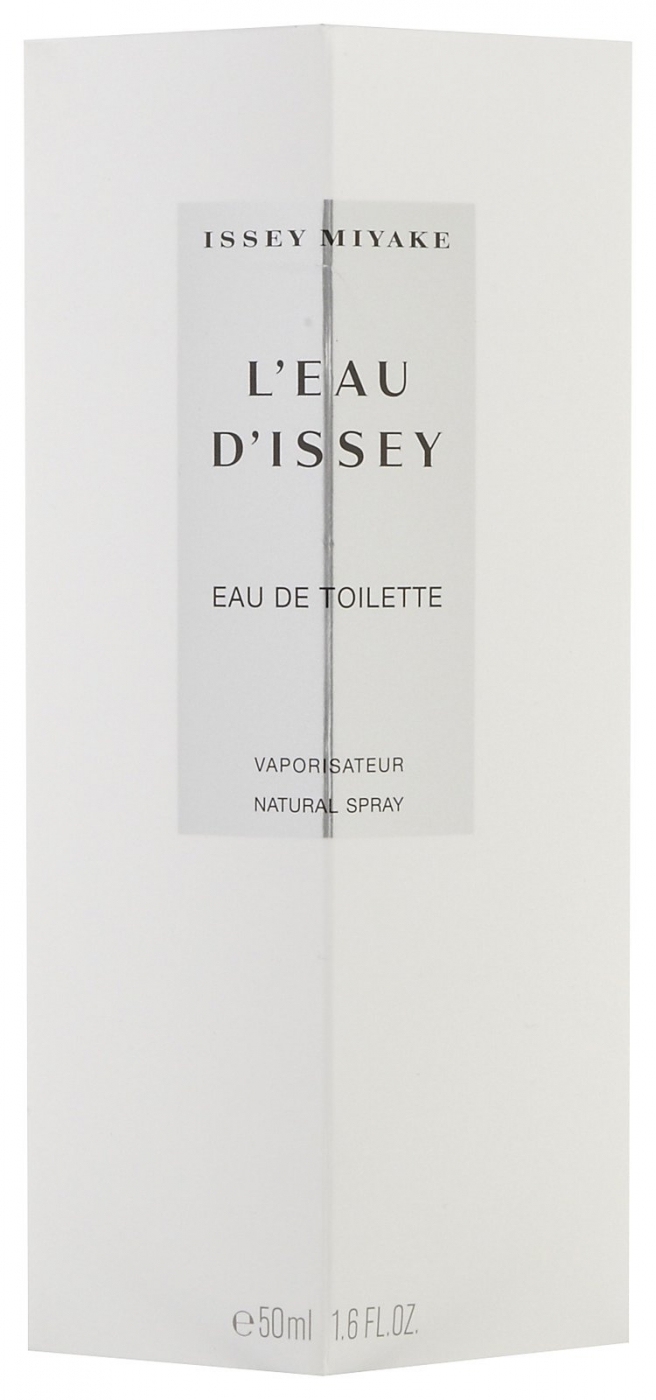 ISSEY MIYAKE
L'EAU
D'ISSEY
EAU DE TOILETTE
VAPORISATEUR
NATURAL SPRAY
℮50ml 1.6 FL.OZ.